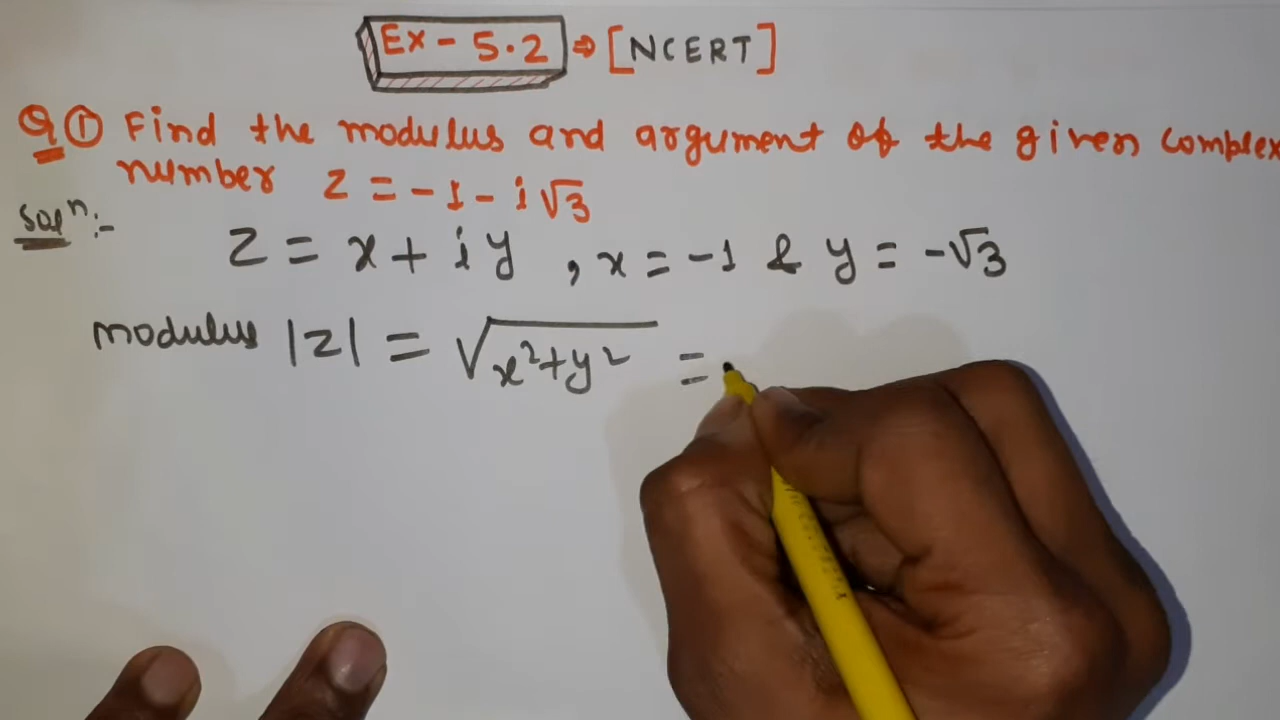 Ex - 5.2 ⇒ [NCERT]
Q ① Find the modulus and argument of the given complex
number z = -1 - i√3
Solⁿ:-
z = x + iy , x = -1 & y = -√3
modulus |z| = √x²+y² =